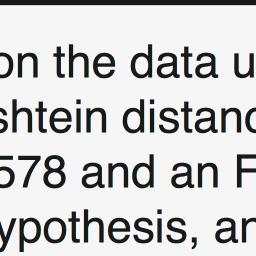 on the data u
shtein distanc
578 and an F
ypothesis, an